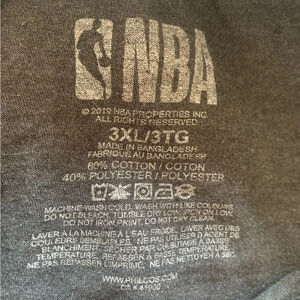 NBA
© 2019 NBA PROPERTIES INC.
ALL RIGHTS RESERVED
3XL/3TG
MADE IN BANGLADESH
FABRIQUÉ AU BANGLADESH
60% COTTON / COTON
40% POLYESTER / POLYESTER
MACHINE WASH COLD. WASH WITH LIKE COLOURS.
DO NOT BLEACH. TUMBLE DRY LOW. IRON ON LOW.
DO NOT IRON PRINT. DO NOT DRY CLEAN.
LAVER À LA MACHINE À L'EAU FROIDE. LAVER AVEC DES
COULEURS SEMBLABLES. NE PAS UTILISER D'AGENT DE
BLANCHIMENT. SÉCHER PAR CULBUTAGE À BASSE
TEMPÉRATURE. REPASSER À BASSE TEMPÉRATURE.
NE PAS REPASSER L'IMPRIMÉ. NE PAS NETTOYER À SEC.
WWW.PHILCOS.COM
CA #